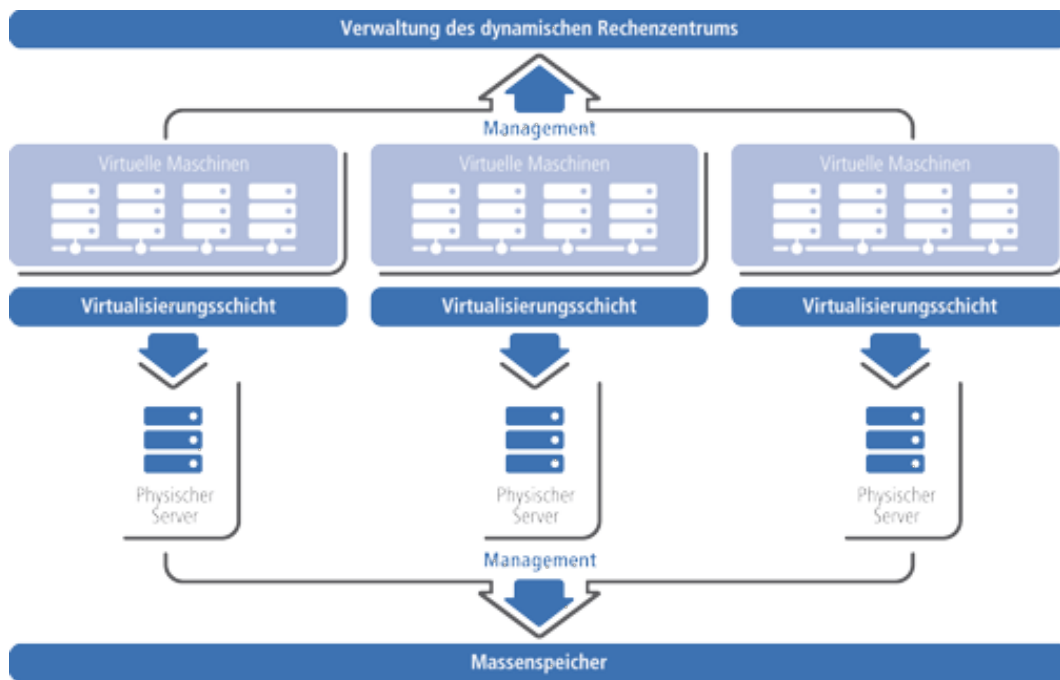 Verwaltung des dynamischen Rechenzentrums
Management
Virtuelle Maschinen
Virtuelle Maschinen
Virtuelle Maschinen
Virtualisierungsschicht
Virtualisierungsschicht
Virtualisierungsschicht
Physischer
Server
Physischer
Server
Physischer
Server
Management
Massenspeicher